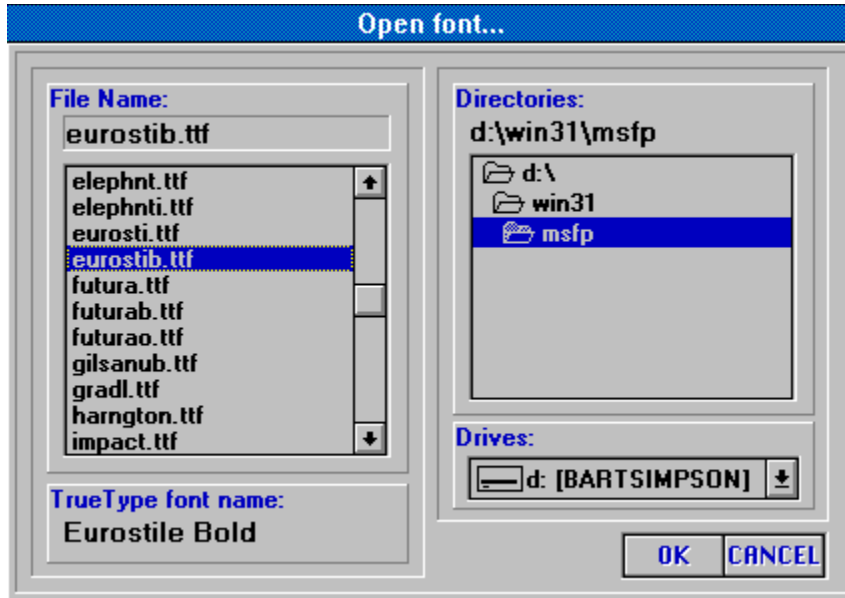 Open font...
File Name:
eurostib.ttf
elephnt.ttf
elephnti.ttf
eurosti.ttf
eurostib.ttf
futura.ttf
futurab.ttf
futurao.ttf
gilsanub.ttf
gradl.ttf
harngton.ttf
impact.ttf
TrueType font name:
Eurostile Bold
Directories:
d:\win31\msfp
d:\
win31
msfp
Drives:
d: [BARTSIMPSON]
OK
CANCEL